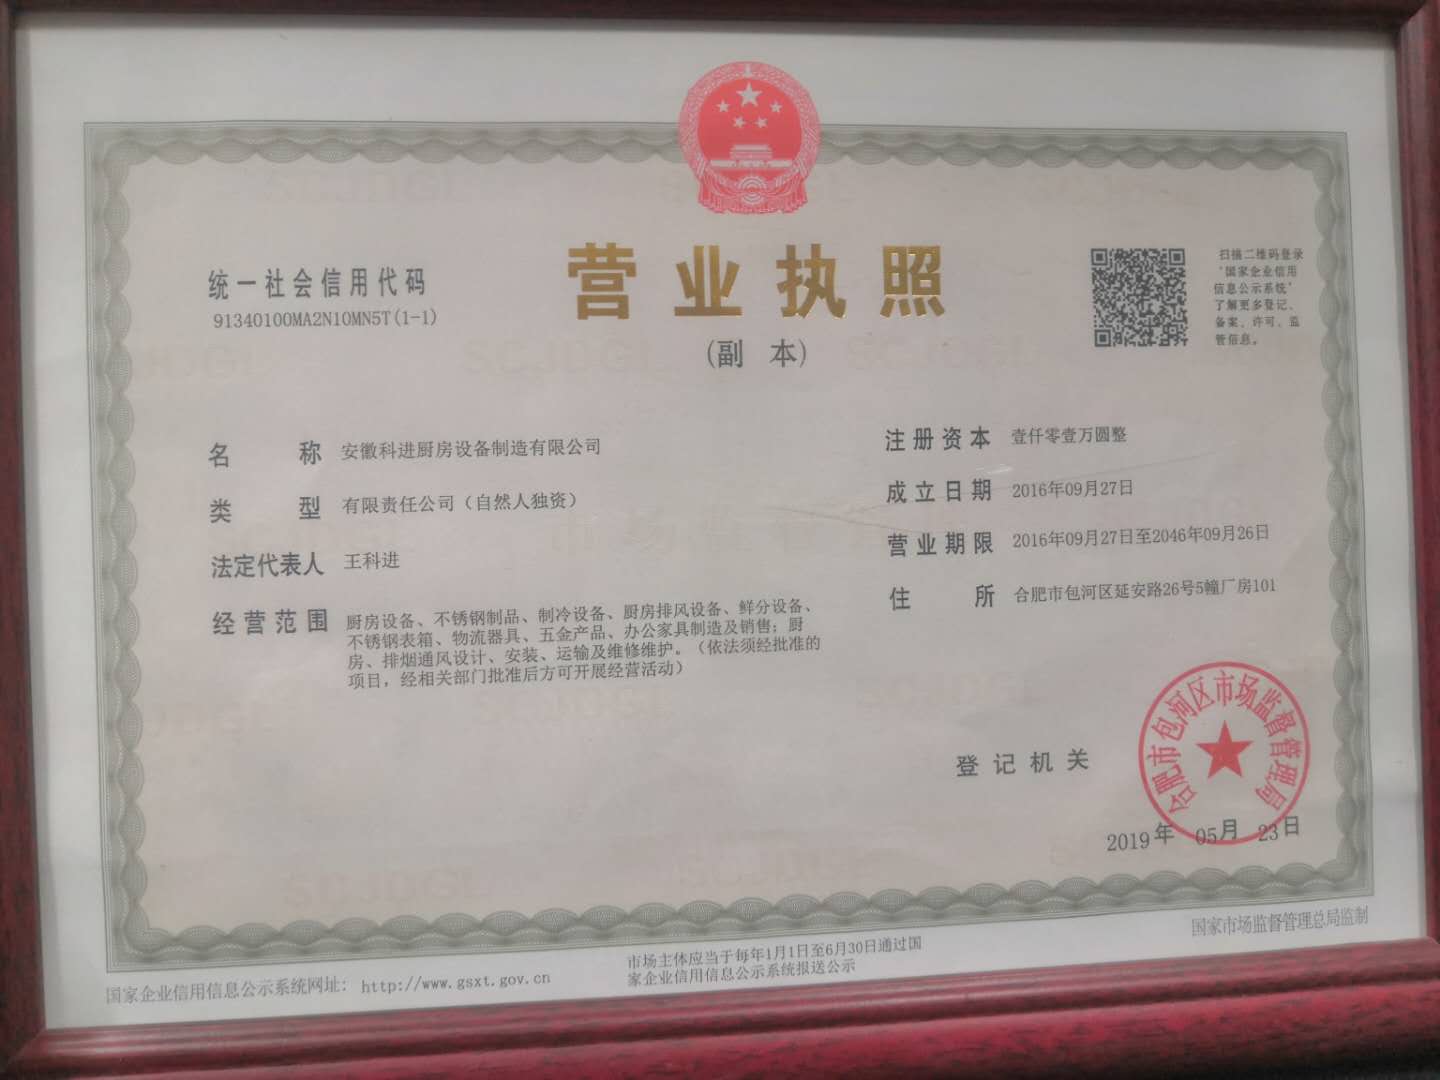 统一社会信用代码
91340100MA2N10MN5T(1-1)
营业执照
(副 本)
扫描二维码登录
‘国家企业信用
信息公示系统’
了解更多登记、
备案、许可、监
管信息。
名 称 安徽科进厨房设备制造有限公司
类 型 有限责任公司（自然人独资）
法定代表人 王科进
经营范围 厨房设备、不锈钢制品、制冷设备、厨房排风设备、鲜分设备、
不锈钢表箱、物流器具、五金产品、办公家具制造及销售；厨
房、排烟通风设计、安装、运输及维修维护。（依法须经批准的
项目，经相关部门批准后方可开展经营活动）
注册资本 壹仟零壹万圆整
成立日期 2016年09月27日
营业期限 2016年09月27日至2046年09月26日
住 所 合肥市包河区延安路26号5幢厂房101
登记机关
合肥市包河区市场监督管理局
2019年 05月 23日
国家企业信用信息公示系统网址：http://www.gsxt.gov.cn
市场主体应当于每年1月1日至6月30日通过国
家企业信用信息公示系统报送公示
国家市场监督管理总局监制